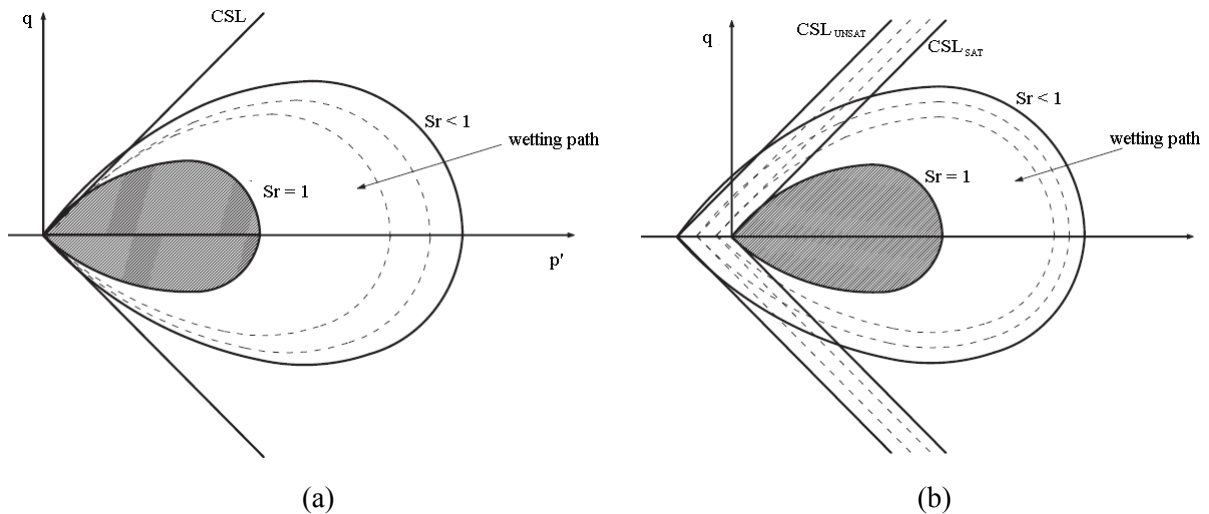 q
CSL
Sr < 1
wetting path
Sr = 1
p'
(a)
q
CSL UNSAT
CSL SAT
Sr < 1
wetting path
Sr = 1
(b)